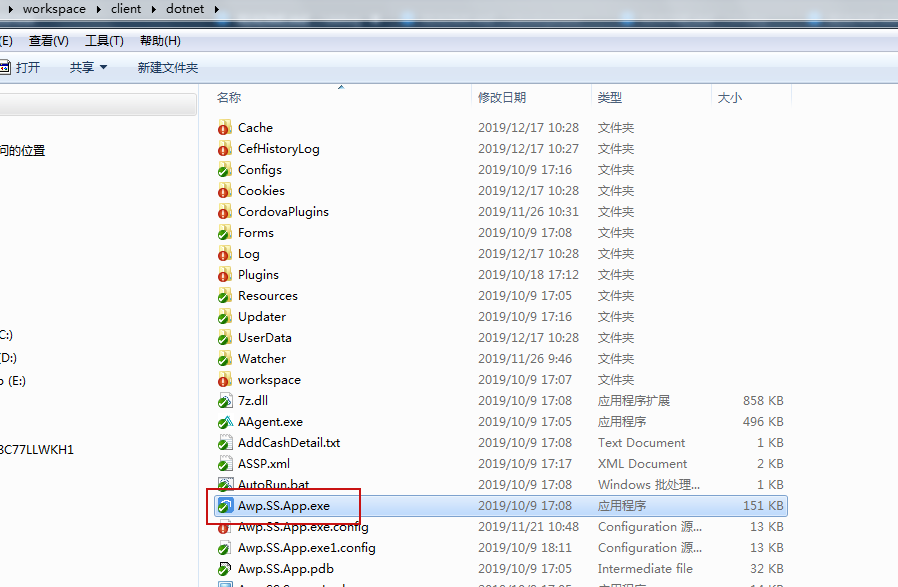 workspace client dotnet
(E) 查看(V) 工具(T) 帮助(H)
打开 共享 新建文件夹
名称 修改日期 类型 大小
Cache 2019/12/17 10:28 文件夹
问的位置 CefHistoryLog 2019/12/17 10:27 文件夹
Configs 2019/10/9 17:16 文件夹
Cookies 2019/12/17 10:28 文件夹
CordovaPlugins 2019/11/26 10:31 文件夹
Forms 2019/10/9 17:08 文件夹
Log 2019/12/17 10:28 文件夹
Plugins 2019/10/18 17:12 文件夹
Resources 2019/10/9 17:05 文件夹
Updater 2019/10/9 17:16 文件夹
C:) UserData 2019/12/17 10:28 文件夹
(D:) Watcher 2019/11/26 9:46 文件夹
(E:) workspace 2019/10/9 17:07 文件夹
7z.dll 2019/10/9 17:08 应用程序扩展 858 KB
AAgent.exe 2019/10/9 17:05 应用程序 496 KB
AddCashDetail.txt 2019/10/9 17:08 Text Document 1 KB
3C77LLWKH1 ASSP.xml 2019/10/9 17:17 XML Document 2 KB
AutoRun.bat 2019/10/9 17:08 Windows 批处理... 1 KB
Awp.SS.App.exe 2019/10/9 17:08 应用程序 151 KB
Awp.SS.App.exe.config 2019/11/21 10:48 Configuration 源... 13 KB
Awp.SS.App.exe1.config 2019/10/9 18:11 Configuration 源... 13 KB
Awp.SS.App.pdb 2019/10/9 17:05 Intermediate file 32 KB